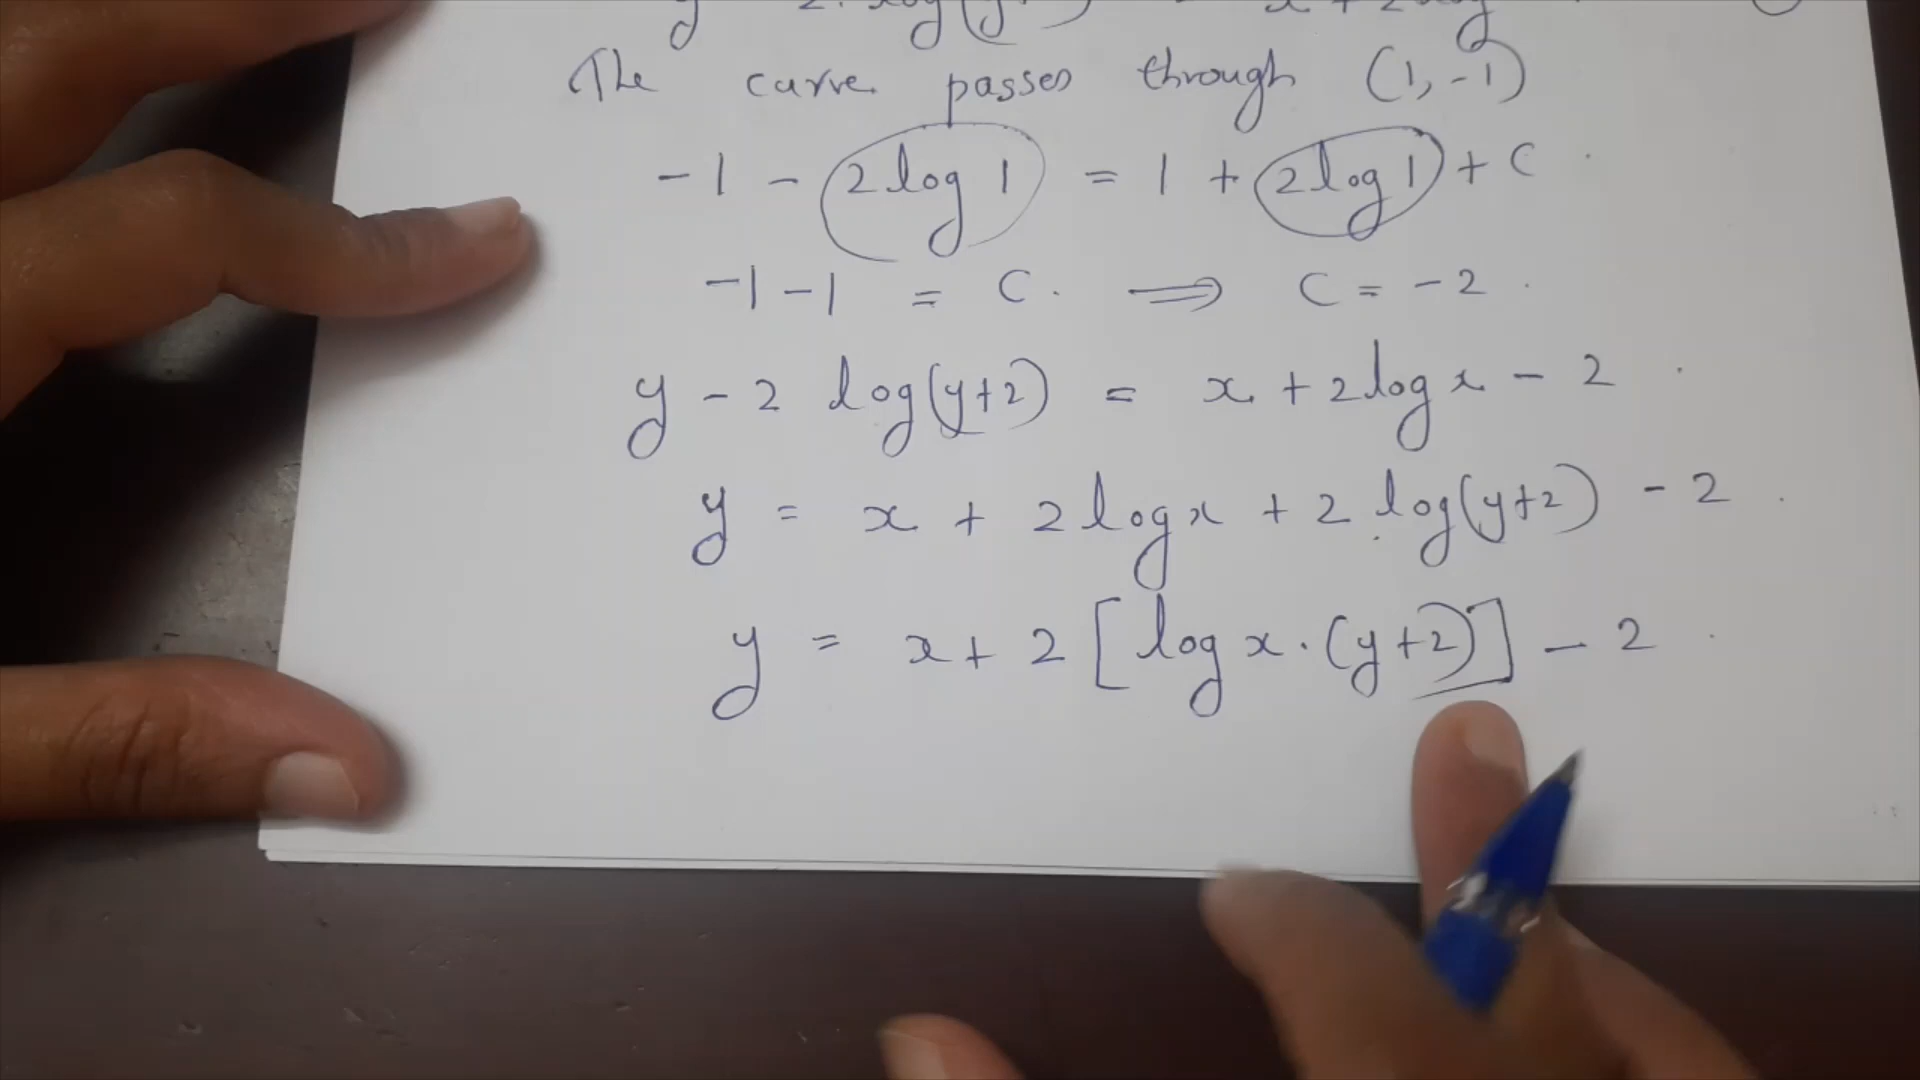 The curve passes through (1, -1)
-1 - 2 log 1 = 1 + 2 log 1 + C
-1 - 1 = C. ⟹ C = -2.
y - 2 log(y+2) = x + 2 log x - 2.
y = x + 2 log x + 2 log(y+2) - 2.
y = x + 2 [log x . (y+2)] - 2.